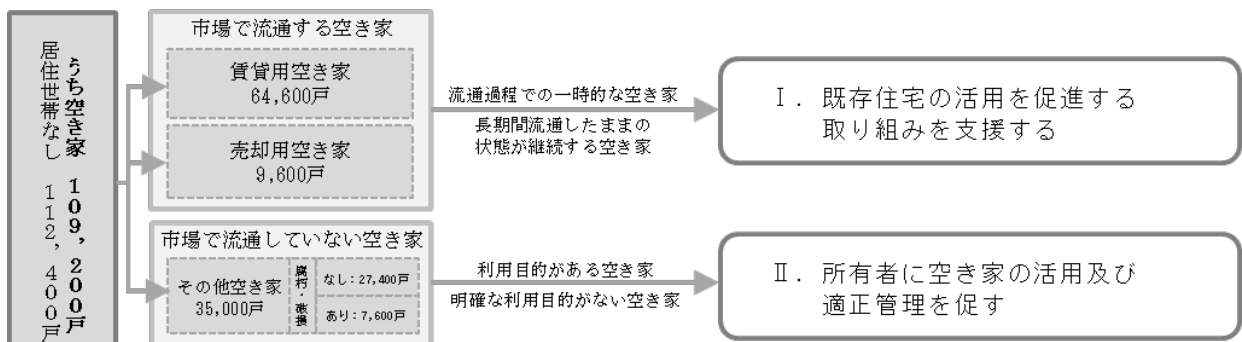 居住世帯なし 112,400戸
うち空き家 109,200戸
市場で流通する空き家
賃貸用空き家
64,600戸
売却用空き家
9,600戸
流通過程での一時的な空き家
長期間流通したままの
状態が継続する空き家
Ⅰ．既存住宅の活用を促進する
取り組みを支援する
市場で流通していない空き家
その他空き家
35,000戸
腐朽・破損
なし：27,400戸
あり：7,600戸
利用目的がある空き家
明確な利用目的がない空き家
Ⅱ．所有者に空き家の活用及び
適正管理を促す